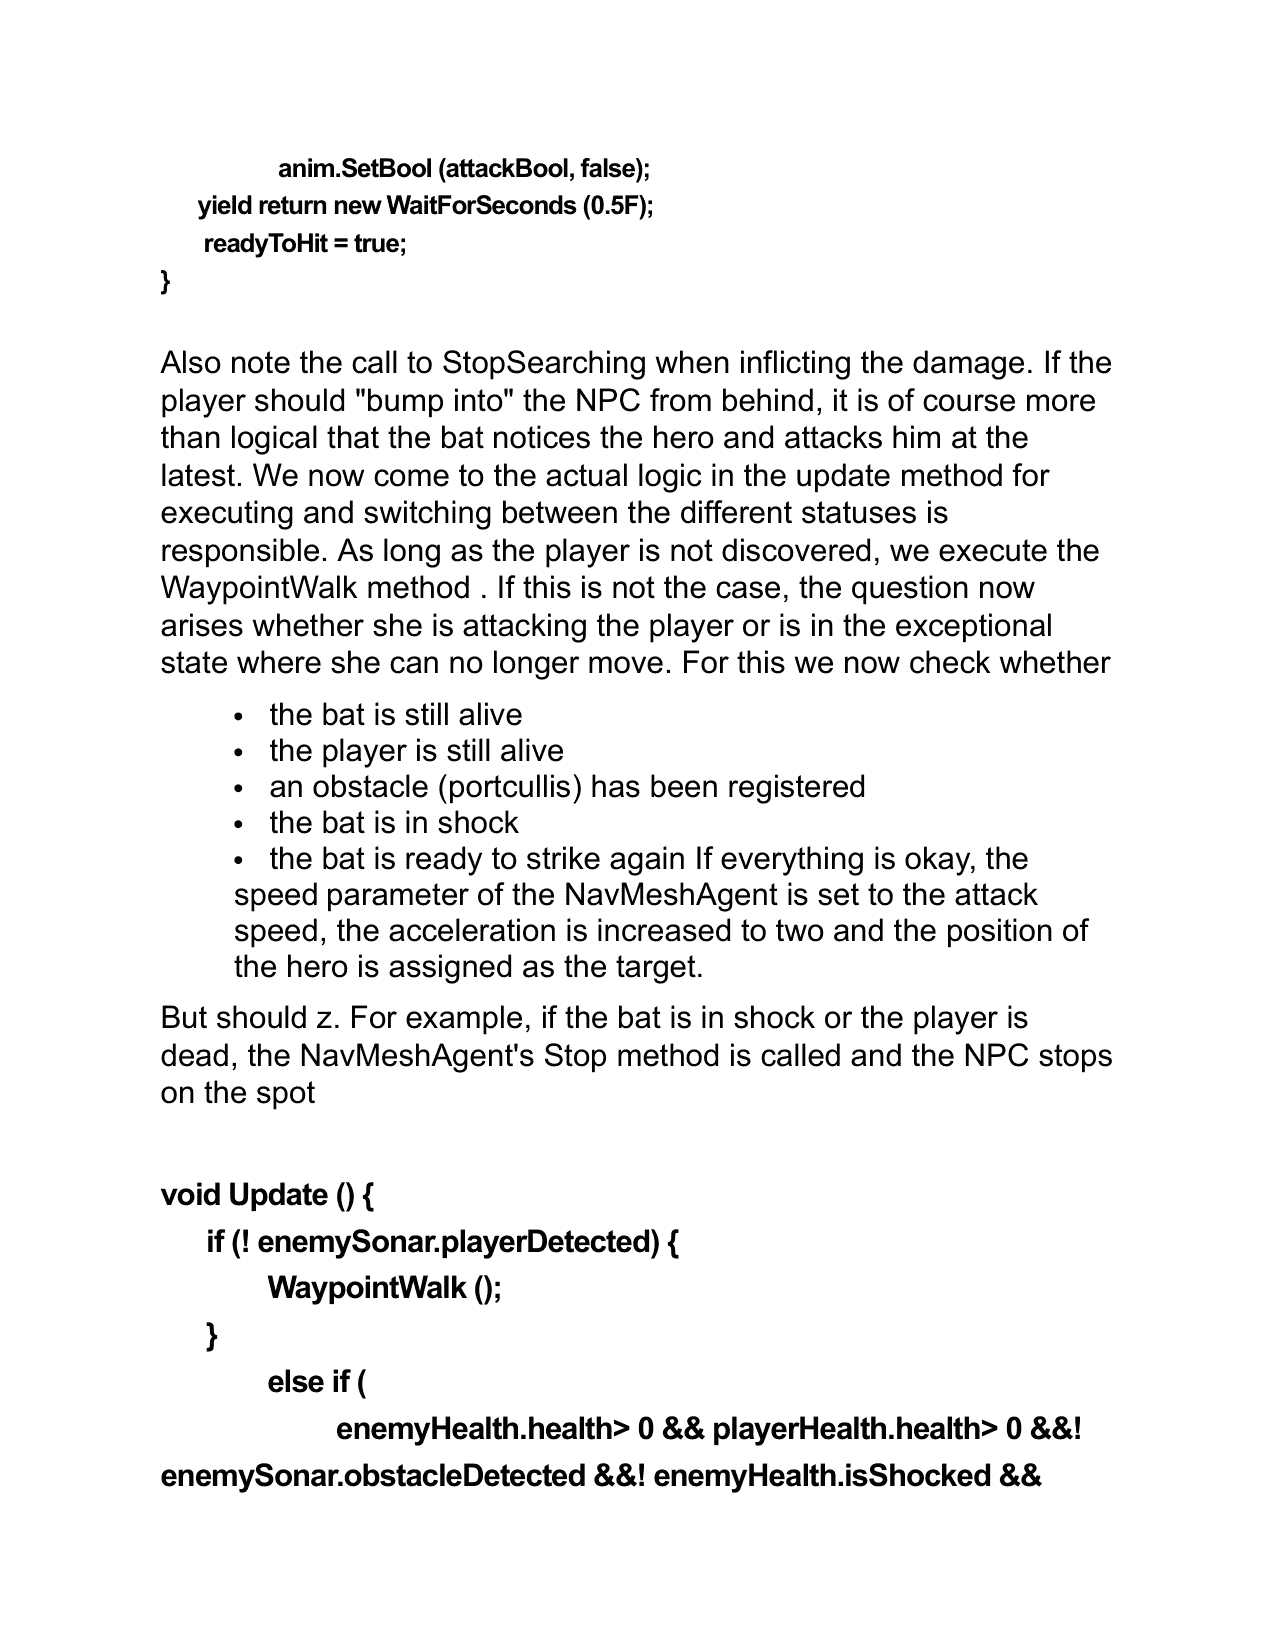 anim.SetBool (attackBool, false);
yield return new WaitForSeconds (0.5F);
readyToHit = true;
}
Also note the call to StopSearching when inflicting the damage. If the
player should "bump into" the NPC from behind, it is of course more
than logical that the bat notices the hero and attacks him at the
latest. We now come to the actual logic in the update method for
executing and switching between the different statuses is
responsible. As long as the player is not discovered, we execute the
WaypointWalk method . If this is not the case, the question now
arises whether she is attacking the player or is in the exceptional
state where she can no longer move. For this we now check whether
• the bat is still alive
• the player is still alive
• an obstacle (portcullis) has been registered
• the bat is in shock
• the bat is ready to strike again If everything is okay, the
speed parameter of the NavMeshAgent is set to the attack
speed, the acceleration is increased to two and the position of
the hero is assigned as the target.
But should z. For example, if the bat is in shock or the player is
dead, the NavMeshAgent's Stop method is called and the NPC stops
on the spot
void Update () {
if (! enemySonar.playerDetected) {
WaypointWalk ();
}
else if (
enemyHealth.health> 0 && playerHealth.health> 0 &&!
enemySonar.obstacleDetected &&! enemyHealth.isShocked &&